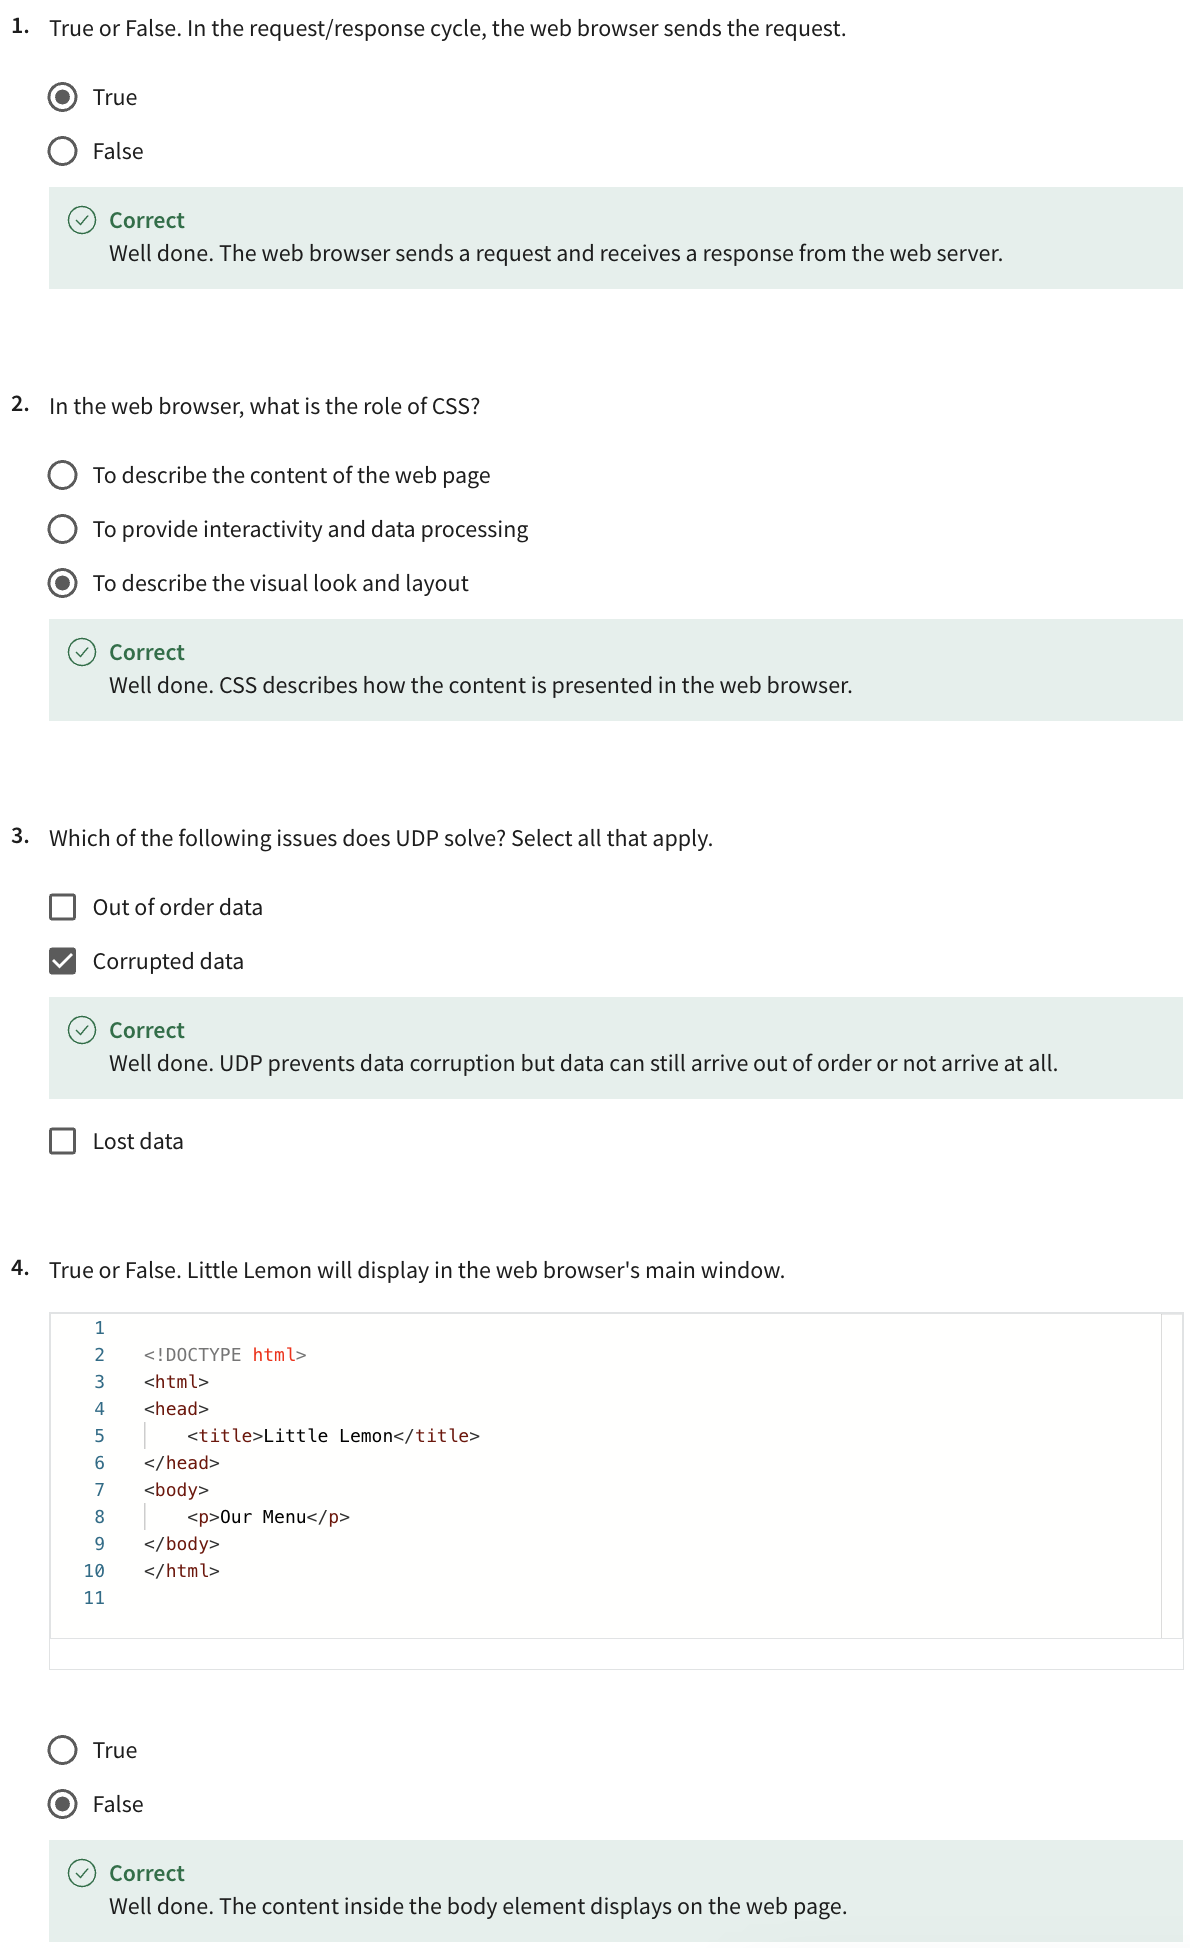 1. True or False. In the request/response cycle, the web browser sends the request.
True
False
Correct
Well done. The web browser sends a request and receives a response from the web server.
2. In the web browser, what is the role of CSS?
To describe the content of the web page
To provide interactivity and data processing
To describe the visual look and layout
Correct
Well done. CSS describes how the content is presented in the web browser.
3. Which of the following issues does UDP solve? Select all that apply.
Out of order data
Corrupted data
Correct
Well done. UDP prevents data corruption but data can still arrive out of order or not arrive at all.
Lost data
4. True or False. Little Lemon will display in the web browser's main window.
1
2 <!DOCTYPE html>
3 <html>
4 <head>
5 <title>Little Lemon</title>
6 </head>
7 <body>
8 <p>Our Menu</p>
9 </body>
10 </html>
11
True
False
Correct
Well done. The content inside the body element displays on the web page.